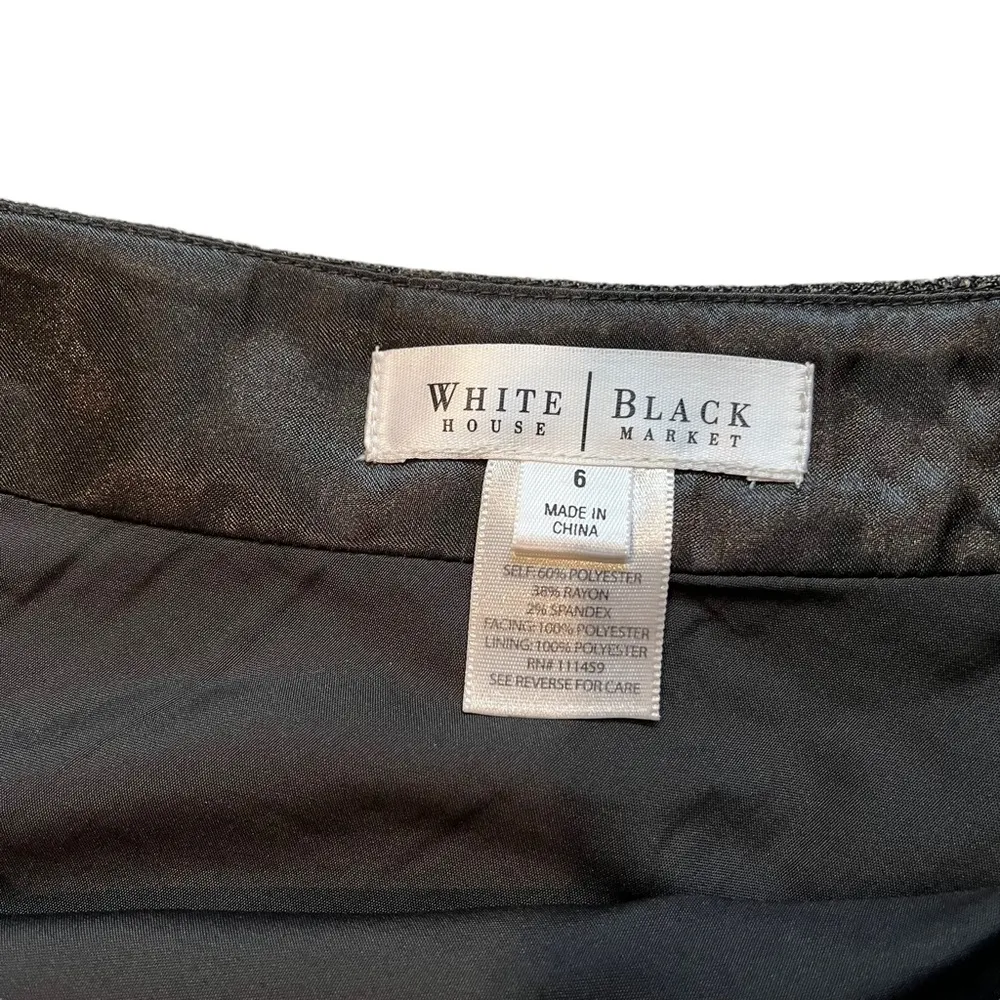 WHITE | BLACK
HOUSE MARKET
6
MADE IN
CHINA
SELF: 60% POLYESTER
38% RAYON
2% SPANDEX
FACING: 100% POLYESTER
LINING: 100% POLYESTER
RN# 111459
SEE REVERSE FOR CARE